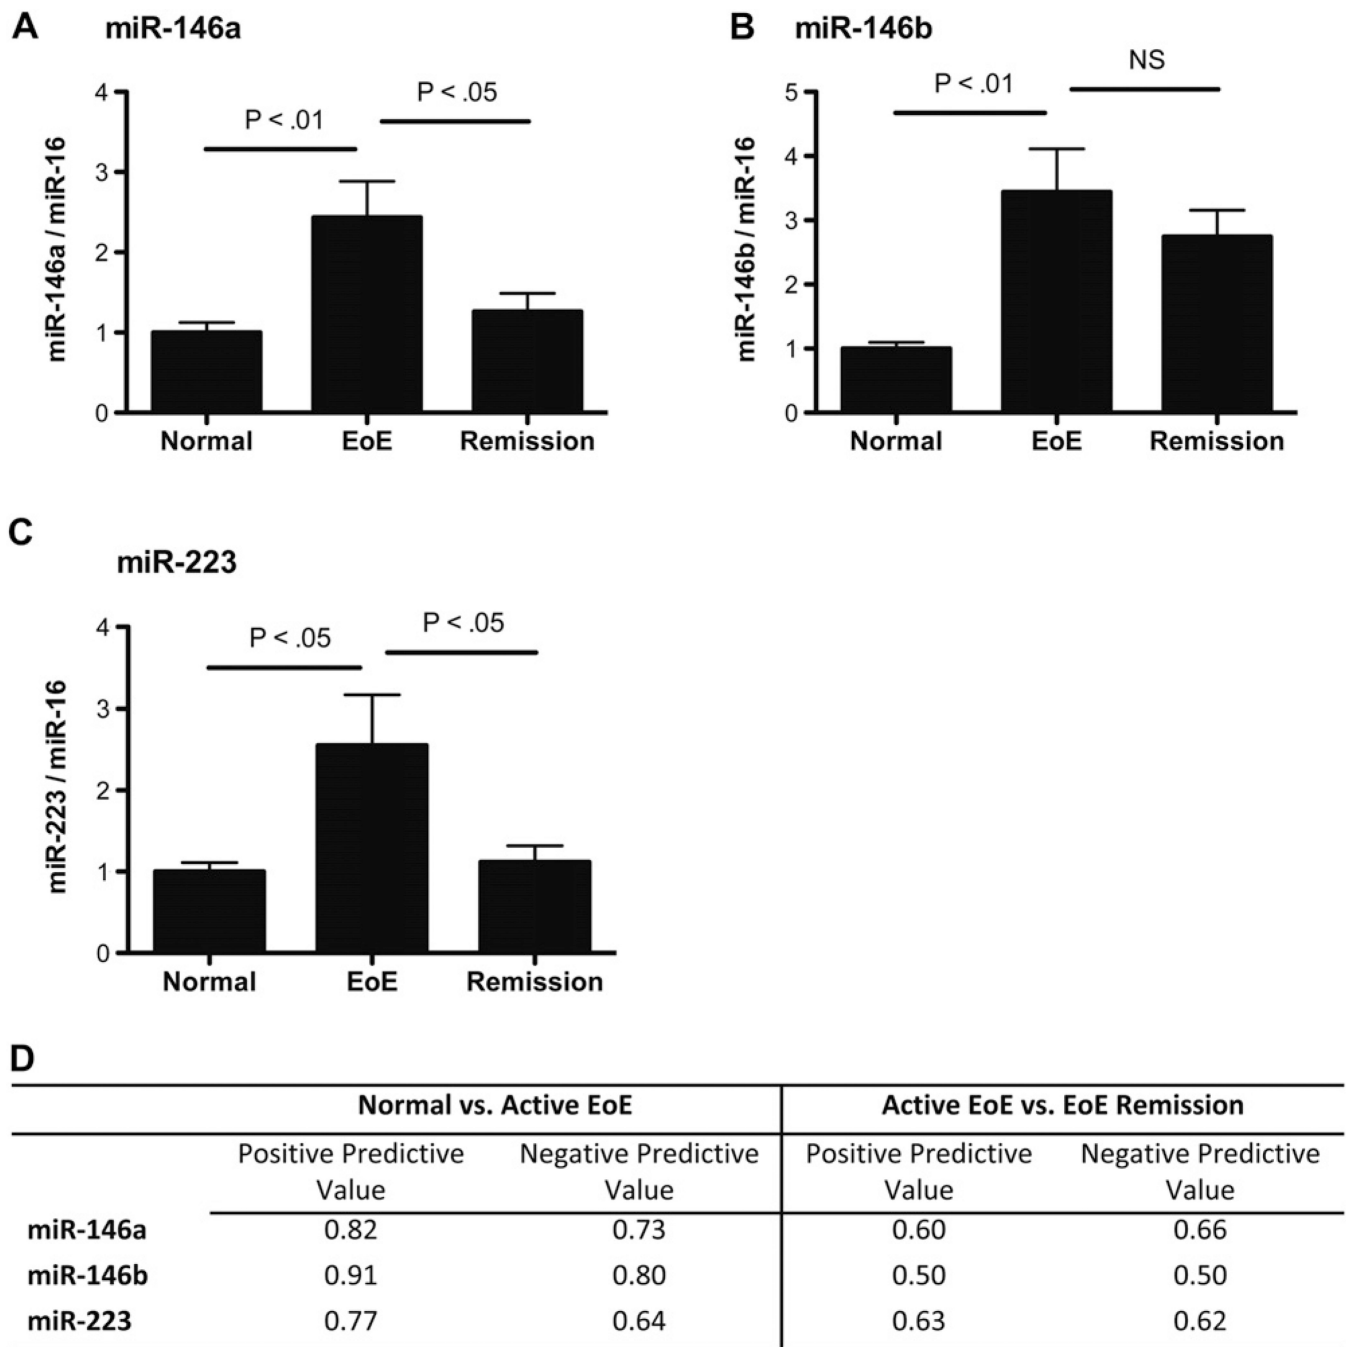 A miR-146a
miR-146a / miR-16
4
3
2
1
0
P < .01
P < .05
Normal EoE Remission
B miR-146b
miR-146b / miR-16
5
4
3
2
1
0
P < .01
NS
Normal EoE Remission
C
miR-223
miR-223 / miR-16
4
3
2
1
0
P < .05
P < .05
Normal EoE Remission
D
Normal vs. Active EoE Active EoE vs. EoE Remission
Positive Predictive Negative Predictive Positive Predictive Negative Predictive
Value Value Value Value
miR-146a 0.82 0.73 0.60 0.66
miR-146b 0.91 0.80 0.50 0.50
miR-223 0.77 0.64 0.63 0.62